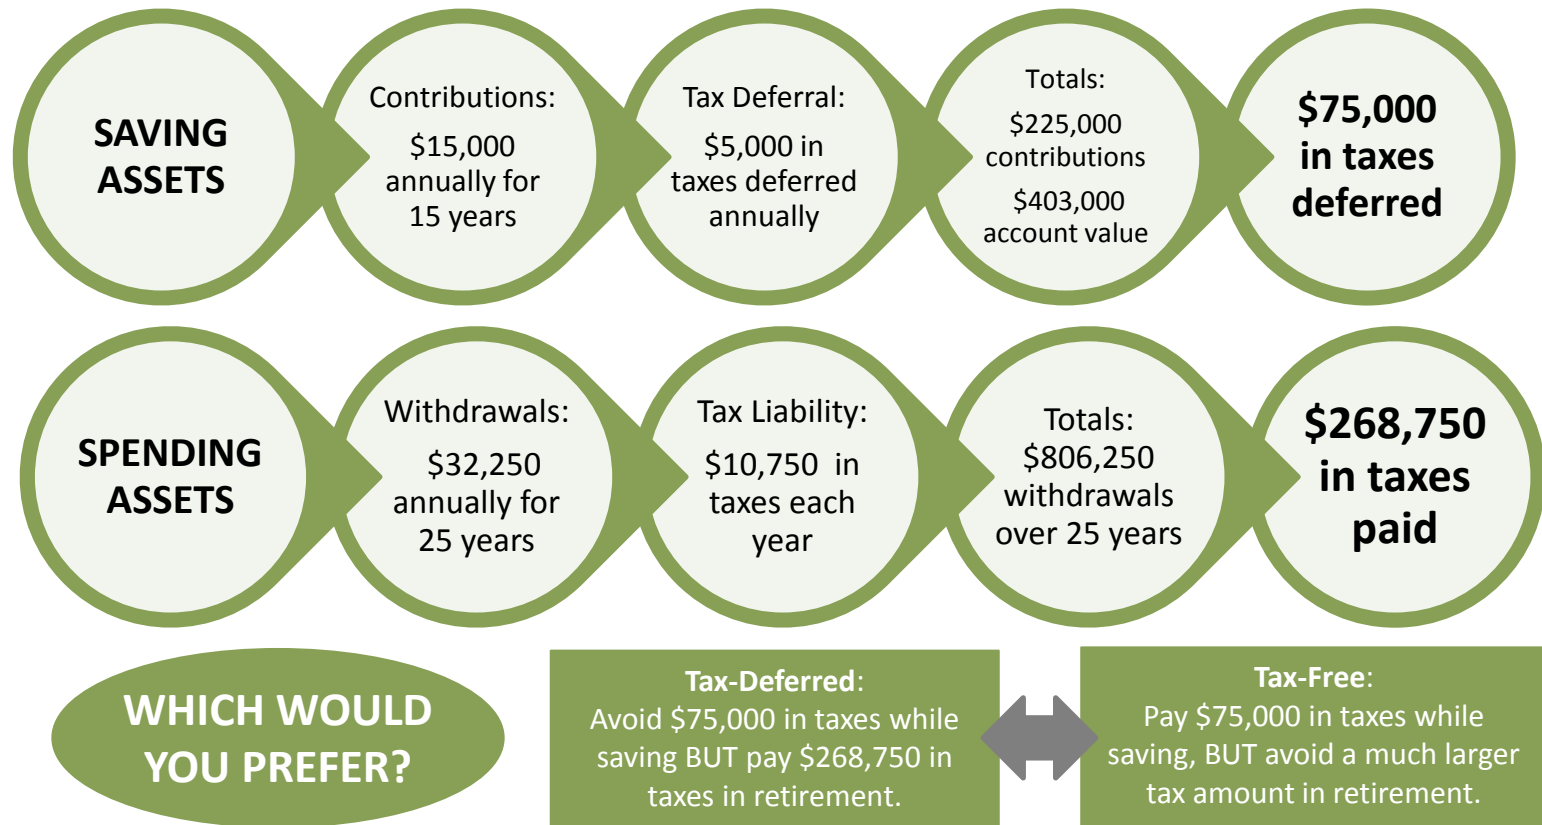 SAVING
ASSETS
Contributions:
$15,000
annually for
15 years
Tax Deferral:
$5,000 in
taxes deferred
annually
Totals:
$225,000
contributions
$403,000
account value
$75,000
in taxes
deferred
SPENDING
ASSETS
Withdrawals:
$32,250
annually for
25 years
Tax Liability:
$10,750 in
taxes each
year
Totals:
$806,250
withdrawals
over 25 years
$268,750
in taxes
paid
WHICH WOULD
YOU PREFER?
Tax-Deferred:
Avoid $75,000 in taxes while
saving BUT pay $268,750 in
taxes in retirement.
Tax-Free:
Pay $75,000 in taxes while
saving, BUT avoid a much larger
tax amount in retirement.